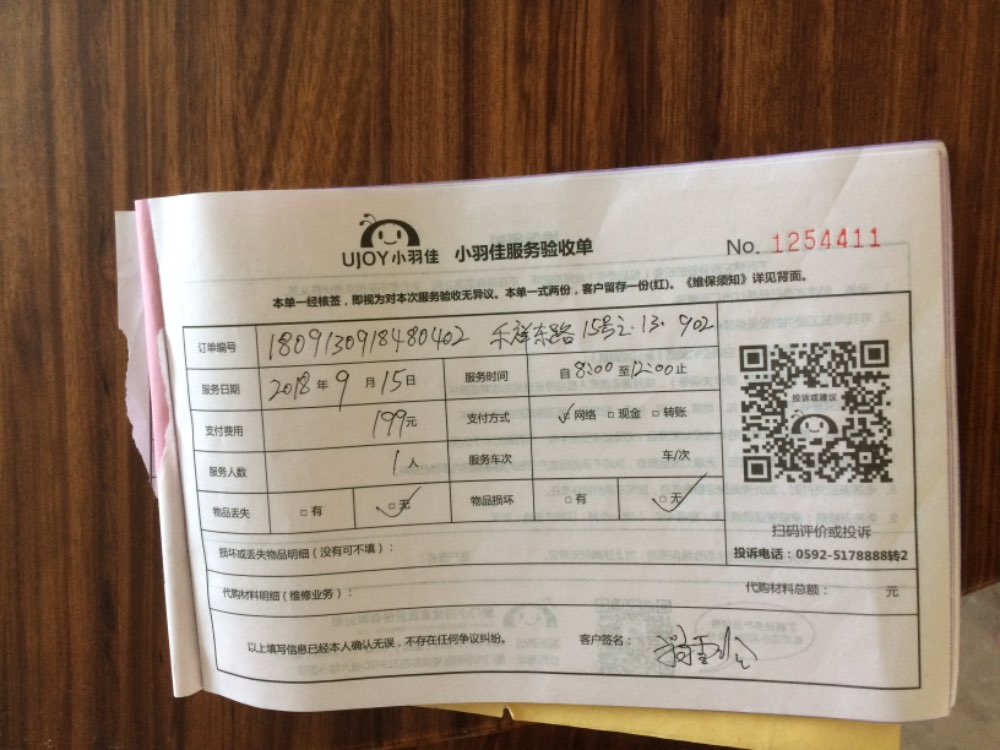 UJOY小羽佳 小羽佳服务验收单 No. 1254411
本单一经核签，即视为对本次服务验收无异议。本单一式两份，客户留存一份(红)。《维保须知》详见背面。
订单编号 1809130918480402 乐祥东路15号之.13.902
服务日期 2018年9月15日 服务时间 自8:00至12:00止
支付费用 199元 支付方式 ☑网络 □现金 □转账
服务人数 1人 服务车次 车/次
物品丢失 □有 ☑无 物品损坏 □有 ☑无
投诉或建议
扫码评价或投诉
投诉电话：0592-5178888转2
损坏或丢失物品明细（没有可不填）：
代购材料明细（维修业务）： 代购材料总额： 元
以上填写信息已经本人确认无误，不存在任何争议纠纷。 客户签名：